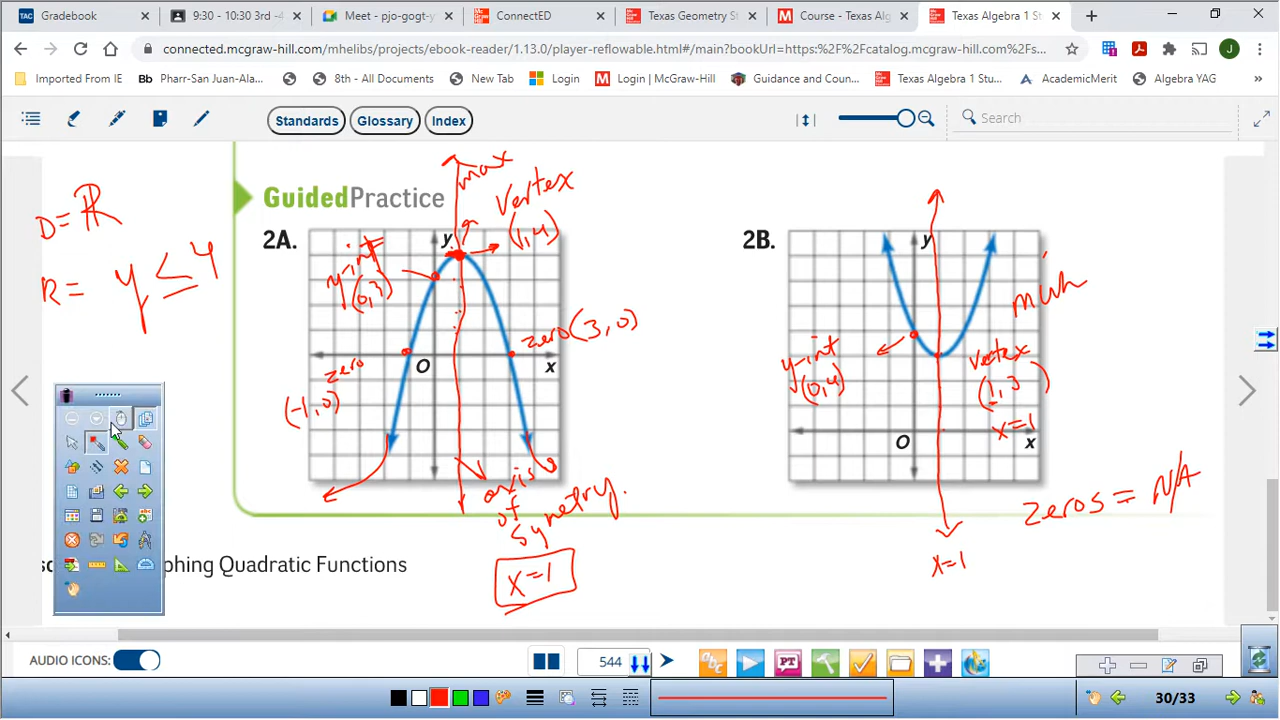 Gradebook
9:30 - 10:30 3rd -4
Meet - pjo-gogt-y
ConnectED
Texas Geometry St
Course - Texas Alg
Texas Algebra 1 St
connected.mcgraw-hill.com/mhelibs/projects/ebook-reader/1.13.0/player-reflowable.html#/main?bookUrl=https:%2F%2Fcatalog.mcgraw-hill.com%2Fs...
J
Imported From IE
Bb Pharr-San Juan-Ala...
8th - All Documents
New Tab
Login
Login | McGraw-Hill
Guidance and Coun...
Texas Algebra 1 Stu...
AcademicMerit
Algebra YAG
Standards
Glossary
Index
Search
GuidedPractice
D= ℝ
R= y ≤ 4
2A.
max
vertex
(1,4)
y
y-int
(0,3)
zero(3,0)
zero
(-1,0)
O
x
axis
of
symetry.
x=1
2B.
y
min
y-int
(0,4)
vertex
(1,3)
x=1
O
x
zeros = N/A
x=1
phing Quadratic Functions
AUDIO ICONS:
544
abc
PT
30/33